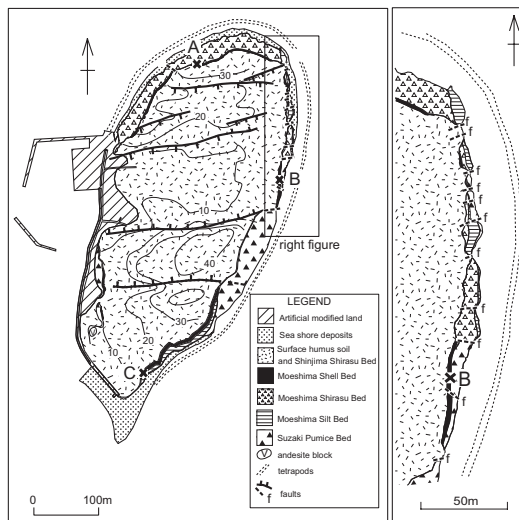 A
30
20
B
10
right figure
40
30
20
10
C
V
LEGEND
Artificial modified land
Sea shore deposits
Surface humus soil
and Shinjima Shirasu Bed
Moeshima Shell Bed
Moeshima Shirasu Bed
Moeshima Silt Bed
Suzaki Pumice Bed
V andesite block
tetrapods
f faults
0 100m
f
f
f
f
f
f
f
f
B
f
f
50m